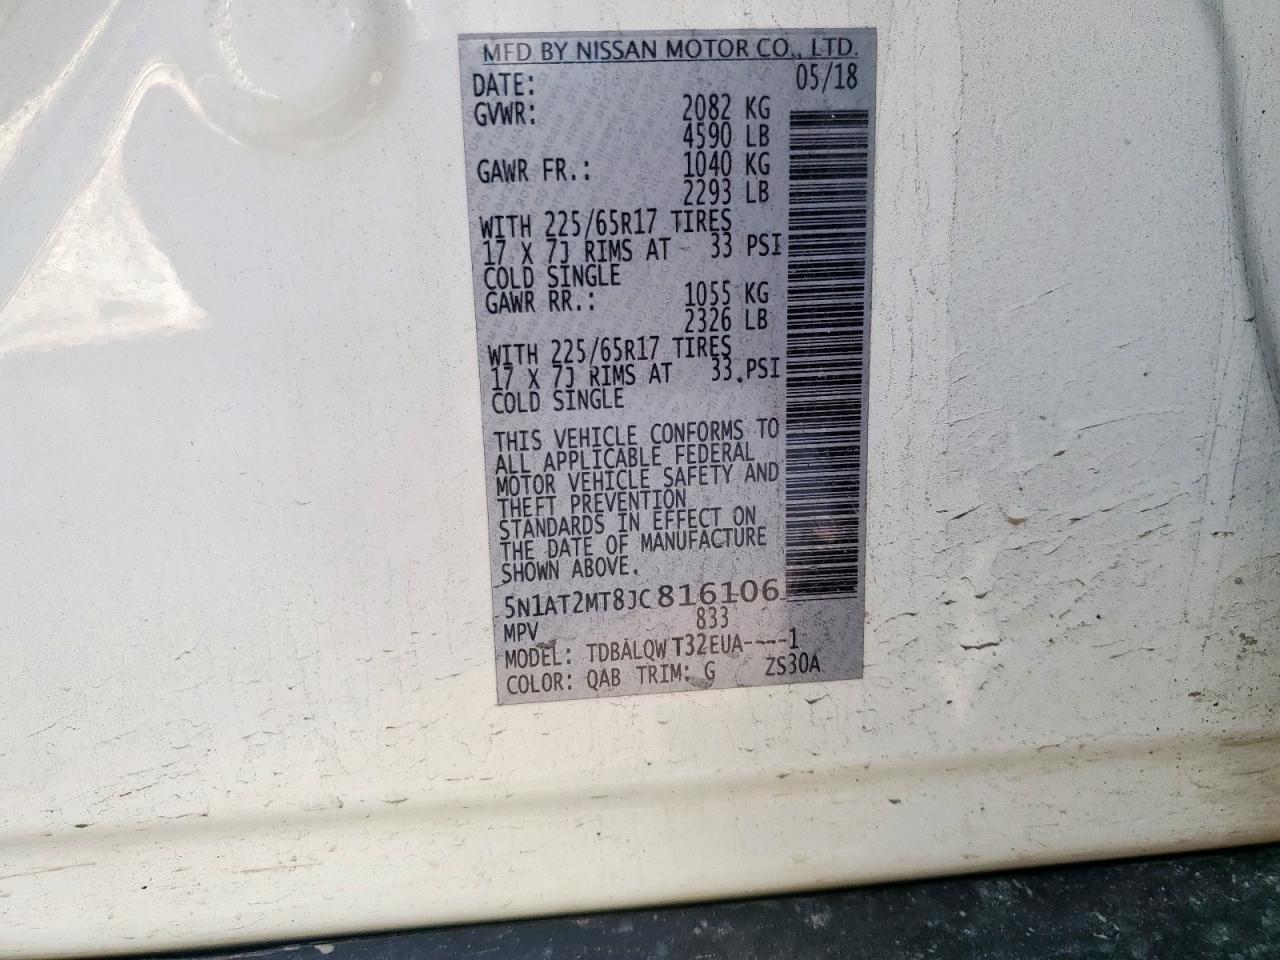 MFD BY NISSAN MOTOR CO., LTD.
DATE: 05/18
GVWR: 2082 KG
4590 LB
GAWR FR.: 1040 KG
2293 LB
WITH 225/65R17 TIRES
17 X 7J RIMS AT 33 PSI
COLD SINGLE
GAWR RR.: 1055 KG
2326 LB
WITH 225/65R17 TIRES
17 X 7J RIMS AT 33 PSI
COLD SINGLE
THIS VEHICLE CONFORMS TO
ALL APPLICABLE FEDERAL
MOTOR VEHICLE SAFETY AND
THEFT PREVENTION
STANDARDS IN EFFECT ON
THE DATE OF MANUFACTURE
SHOWN ABOVE.
5N1AT2MT8JC816106
MPV 833
MODEL: TDBALQWT32EUA----1
COLOR: QAB TRIM: G ZS30A